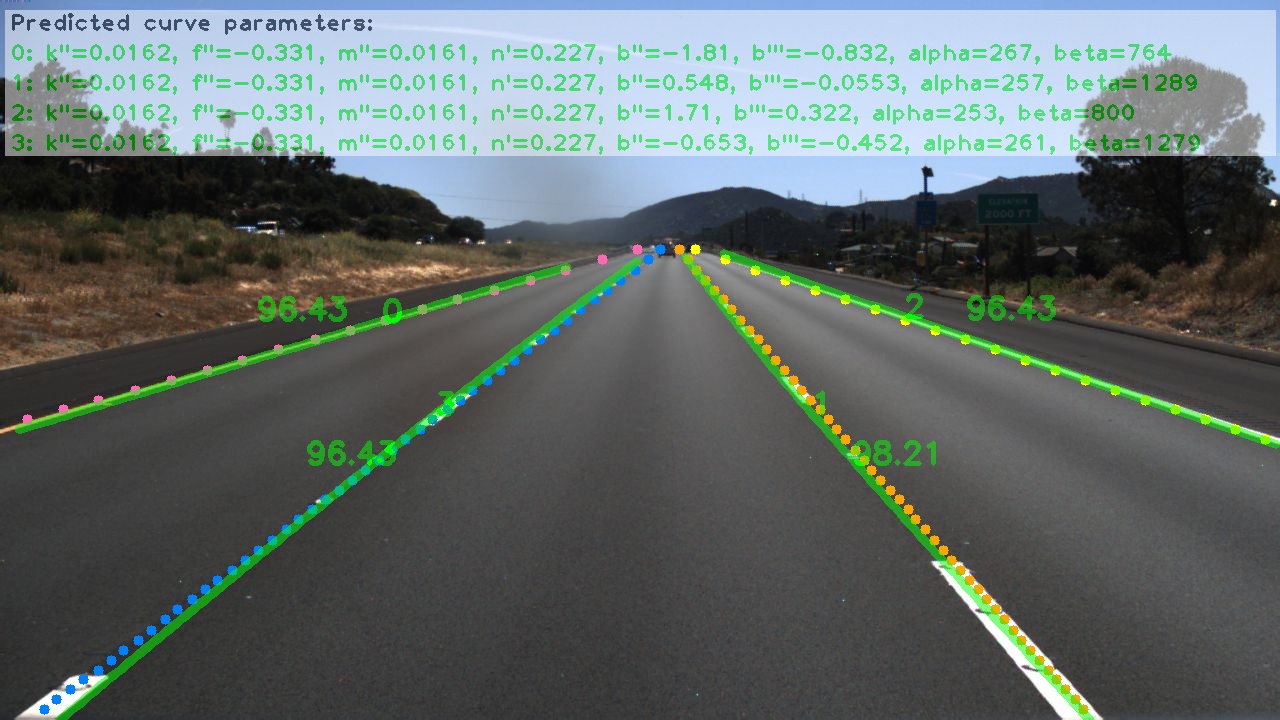 Predicted curve parameters:
0: k''=0.0162, f''=-0.331, m''=0.0161, n'=0.227, b''=-1.81, b'''=-0.832, alpha=267, beta=764
1: k''=0.0162, f''=-0.331, m''=0.0161, n'=0.227, b''=0.548, b'''=-0.0553, alpha=257, beta=1289
2: k''=0.0162, f''=-0.331, m''=0.0161, n'=0.227, b''=1.71, b'''=0.322, alpha=253, beta=800
3: k''=0.0162, f''=-0.331, m''=0.0161, n'=0.227, b''=-0.653, b'''=-0.452, alpha=261, beta=1279
ELEVATION
2000 FT
96.43 0 2 96.43
3 1
96.43 98.21